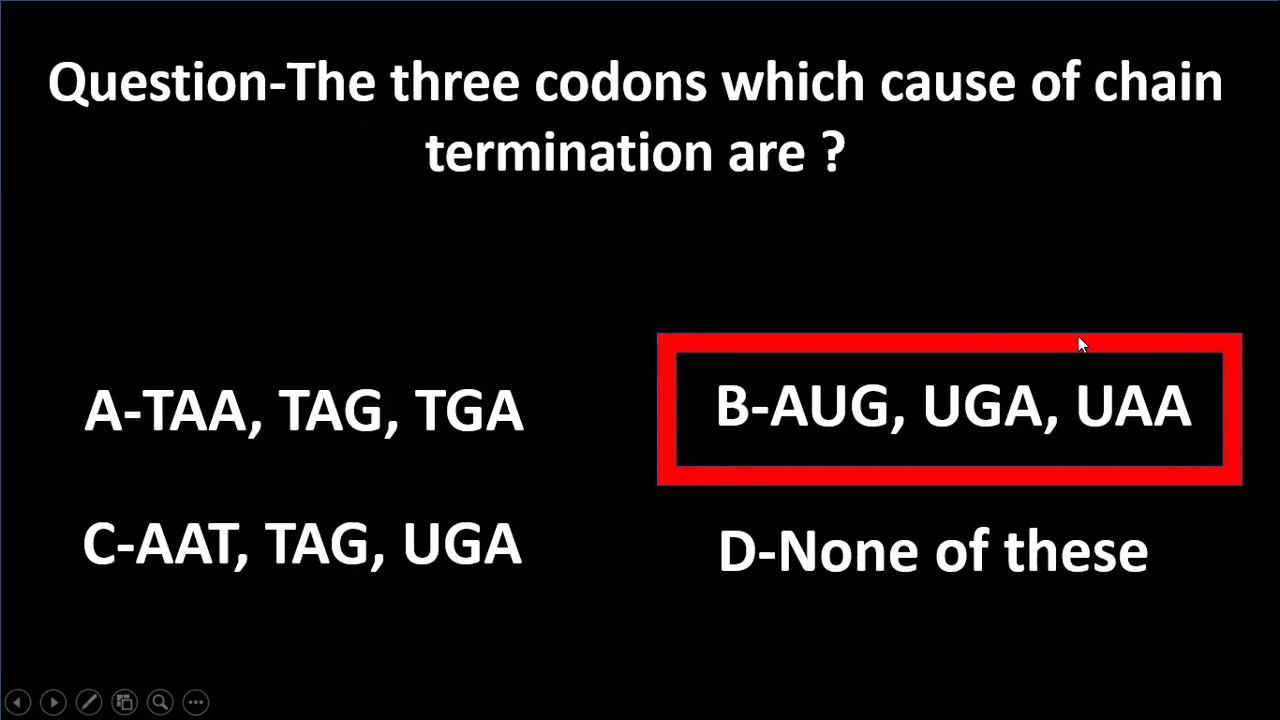 Question-The three codons which cause of chain
termination are ?
A-TAA, TAG, TGA
B-AUG, UGA, UAA
C-AAT, TAG, UGA
D-None of these